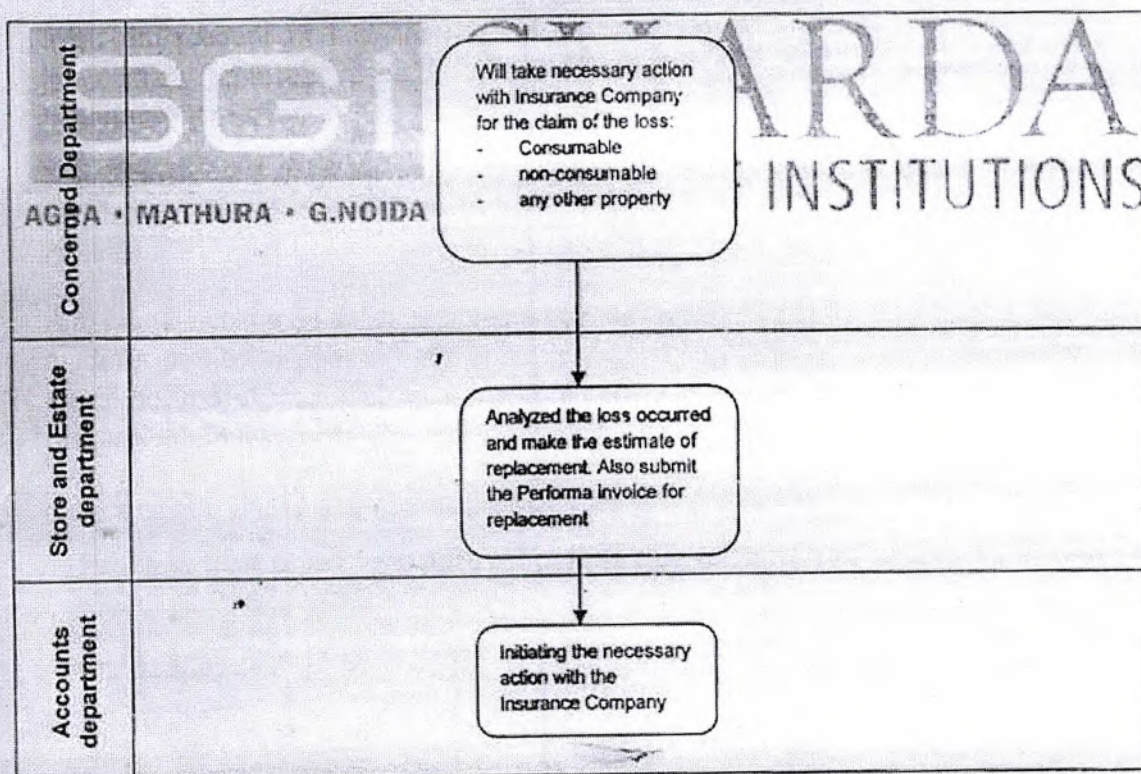 Concerned Department
SGI
ARDA
INSTITUTIONS
AGRA • MATHURA • G.NOIDA
Will take necessary action
with Insurance Company
for the claim of the loss:
- Consumable
- non-consumable
- any other property
Store and Estate
department
Analyzed the loss occurred
and make the estimate of
replacement. Also submit
the Performa Invoice for
replacement
Accounts
department
Initiating the necessary
action with the
Insurance Company